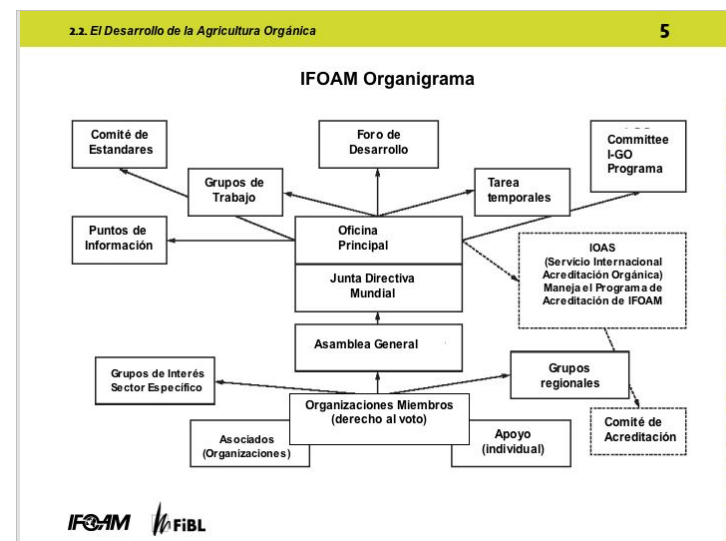 2.2. El Desarrollo de la Agricultura Orgánica
5
IFOAM Organigrama
Comité de
Estandares
Foro de
Desarrollo
Committee
I-GO
Programa
Grupos de
Trabajo
Tarea
temporales
Puntos de
Información
Oficina
Principal
IOAS
(Servicio Internacional
Acreditación Orgánica)
Maneja el Programa de
Acreditación de IFOAM
Junta Directiva
Mundial
Asamblea General
Grupos de Interés
Sector Específico
Grupos
regionales
Organizaciones Miembros
(derecho al voto)
Asociados
(Organizaciones)
Apoyo
(individual)
Comité de
Acreditación
IFOAM
FiBL